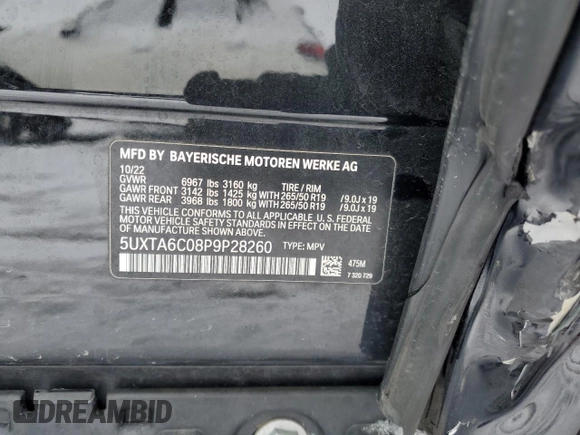 MFD BY BAYERISCHE MOTOREN WERKE AG
10/22
GVWR 6967 lbs 3160 kg TIRE / RIM
GAWR FRONT 3142 lbs 1425 kg WITH 265/50 R19 /9.0J x 19
GAWR REAR 3968 lbs 1800 kg WITH 265/50 R19 /9.0J x 19
THIS VEHICLE CONFORMS TO ALL APPLICABLE U.S. FEDERAL
MOTOR VEHICLE SAFETY STANDARDS IN EFFECT ON THE DATE
OF MANUFACTURE SHOWN ABOVE.
5UXTA6C08P9P28260 TYPE: MPV
475M
7 320 729
DREAMBID